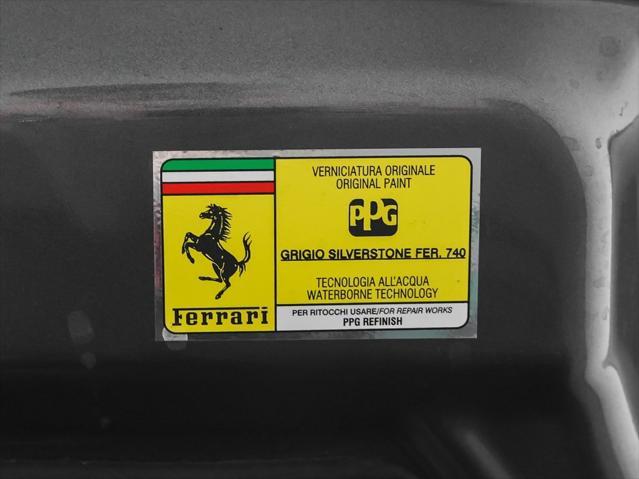 VERNICIATURA ORIGINALE
ORIGINAL PAINT
PPG
GRIGIO SILVERSTONE FER. 740
TECNOLOGIA ALL'ACQUA
WATERBORNE TECHNOLOGY
Ferrari
PER RITOCCHI USARE/FOR REPAIR WORKS
PPG REFINISH